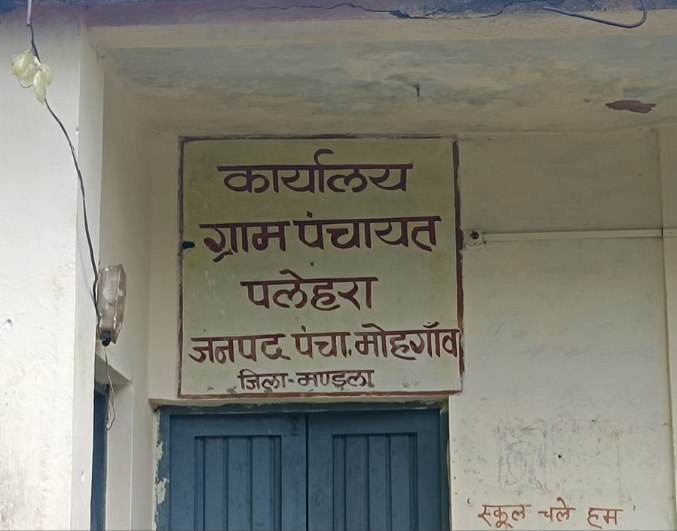 कार्यालय
ग्राम पंचायत
पलेहरा
जनपद पंचा. मोहगाँव
जिला-मण्डला
स्कूल चले हम